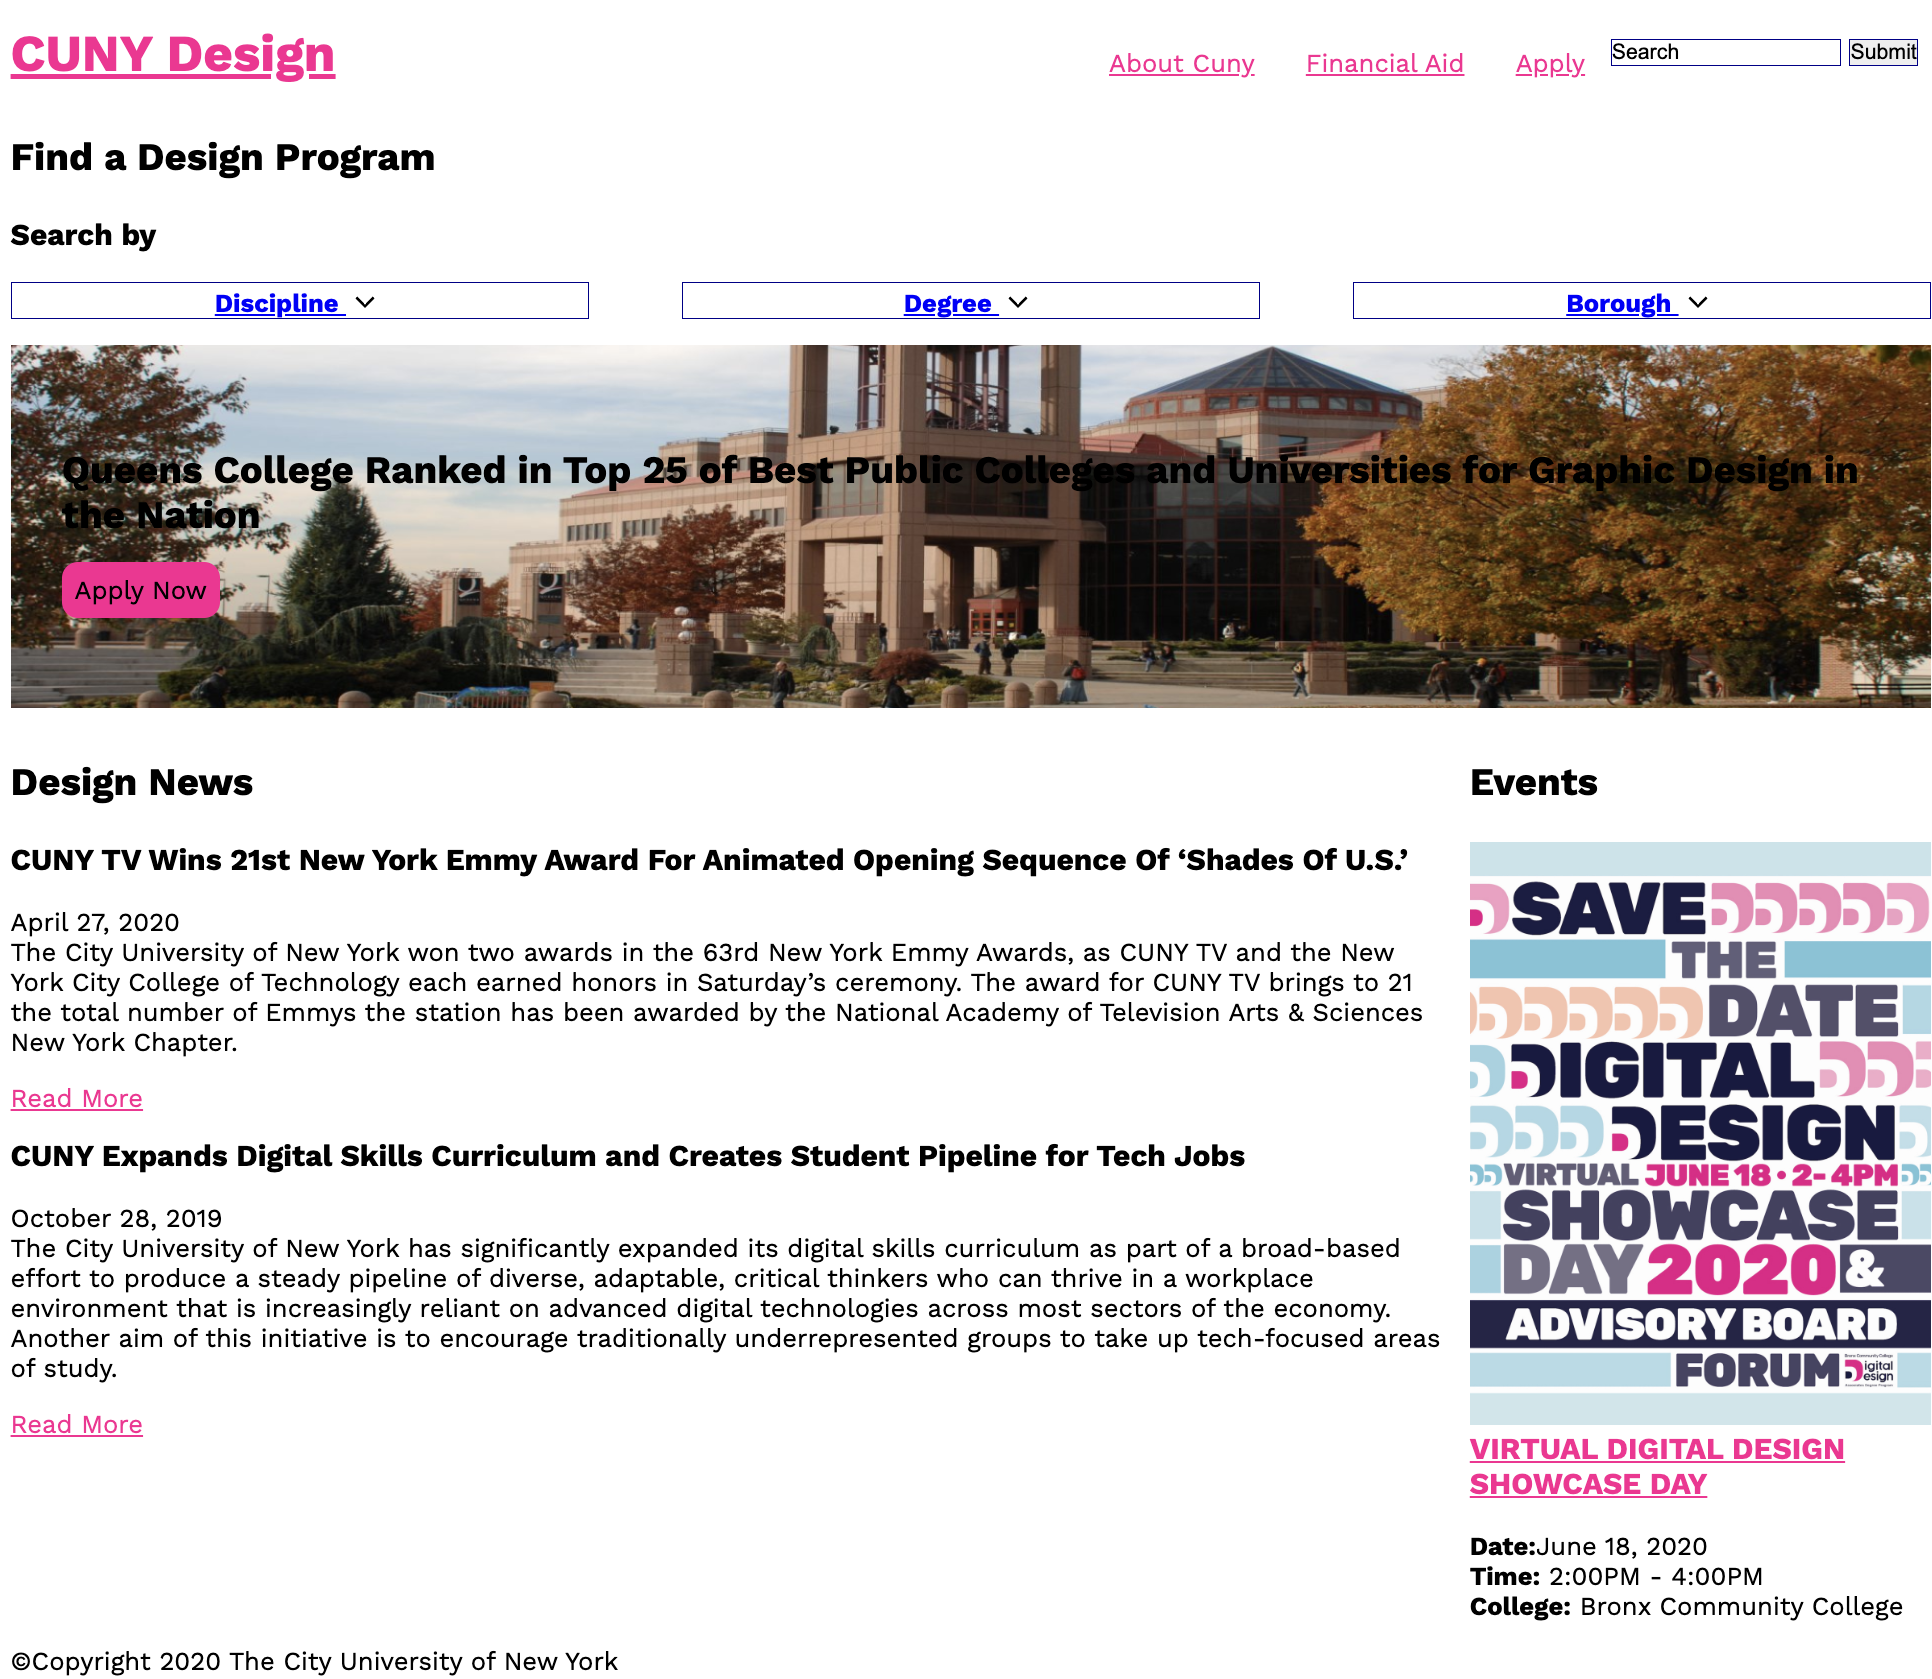 CUNY Design
About Cuny
Financial Aid
Apply
Search
Submit
Find a Design Program
Search by
Discipline
Degree
Borough
Queens College Ranked in Top 25 of Best Public Colleges and Universities for Graphic Design in
the Nation
Apply Now
Design News
CUNY TV Wins 21st New York Emmy Award For Animated Opening Sequence Of ‘Shades Of U.S.’
April 27, 2020
The City University of New York won two awards in the 63rd New York Emmy Awards, as CUNY TV and the New
York City College of Technology each earned honors in Saturday’s ceremony. The award for CUNY TV brings to 21
the total number of Emmys the station has been awarded by the National Academy of Television Arts & Sciences
New York Chapter.
Read More
CUNY Expands Digital Skills Curriculum and Creates Student Pipeline for Tech Jobs
October 28, 2019
The City University of New York has significantly expanded its digital skills curriculum as part of a broad-based
effort to produce a steady pipeline of diverse, adaptable, critical thinkers who can thrive in a workplace
environment that is increasingly reliant on advanced digital technologies across most sectors of the economy.
Another aim of this initiative is to encourage traditionally underrepresented groups to take up tech-focused areas
of study.
Read More
Events
SAVE
THE
DATE
DIGITAL
DESIGN
VIRTUAL JUNE 18 • 2-4PM
SHOWCASE
DAY 2020 &
ADVISORY BOARD
FORUM
Digital
Design
VIRTUAL DIGITAL DESIGN
SHOWCASE DAY
Date:June 18, 2020
Time: 2:00PM - 4:00PM
College: Bronx Community College
©Copyright 2020 The City University of New York